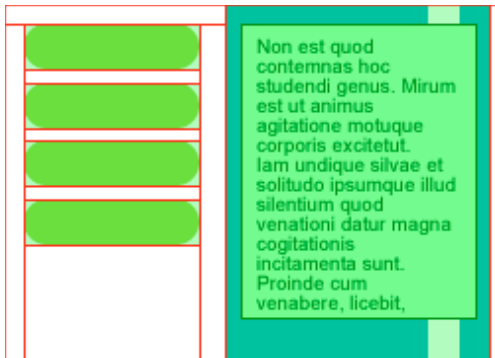 Non est quod
contemnas hoc
studendi genus. Mirum
est ut animus
agitatione motuque
corporis excitetut.
Iam undique silvae et
solitudo ipsumque illud
silentium quod
venationi datur magna
cogitationis
incitamenta sunt.
Proinde cum
venabere, licebit,